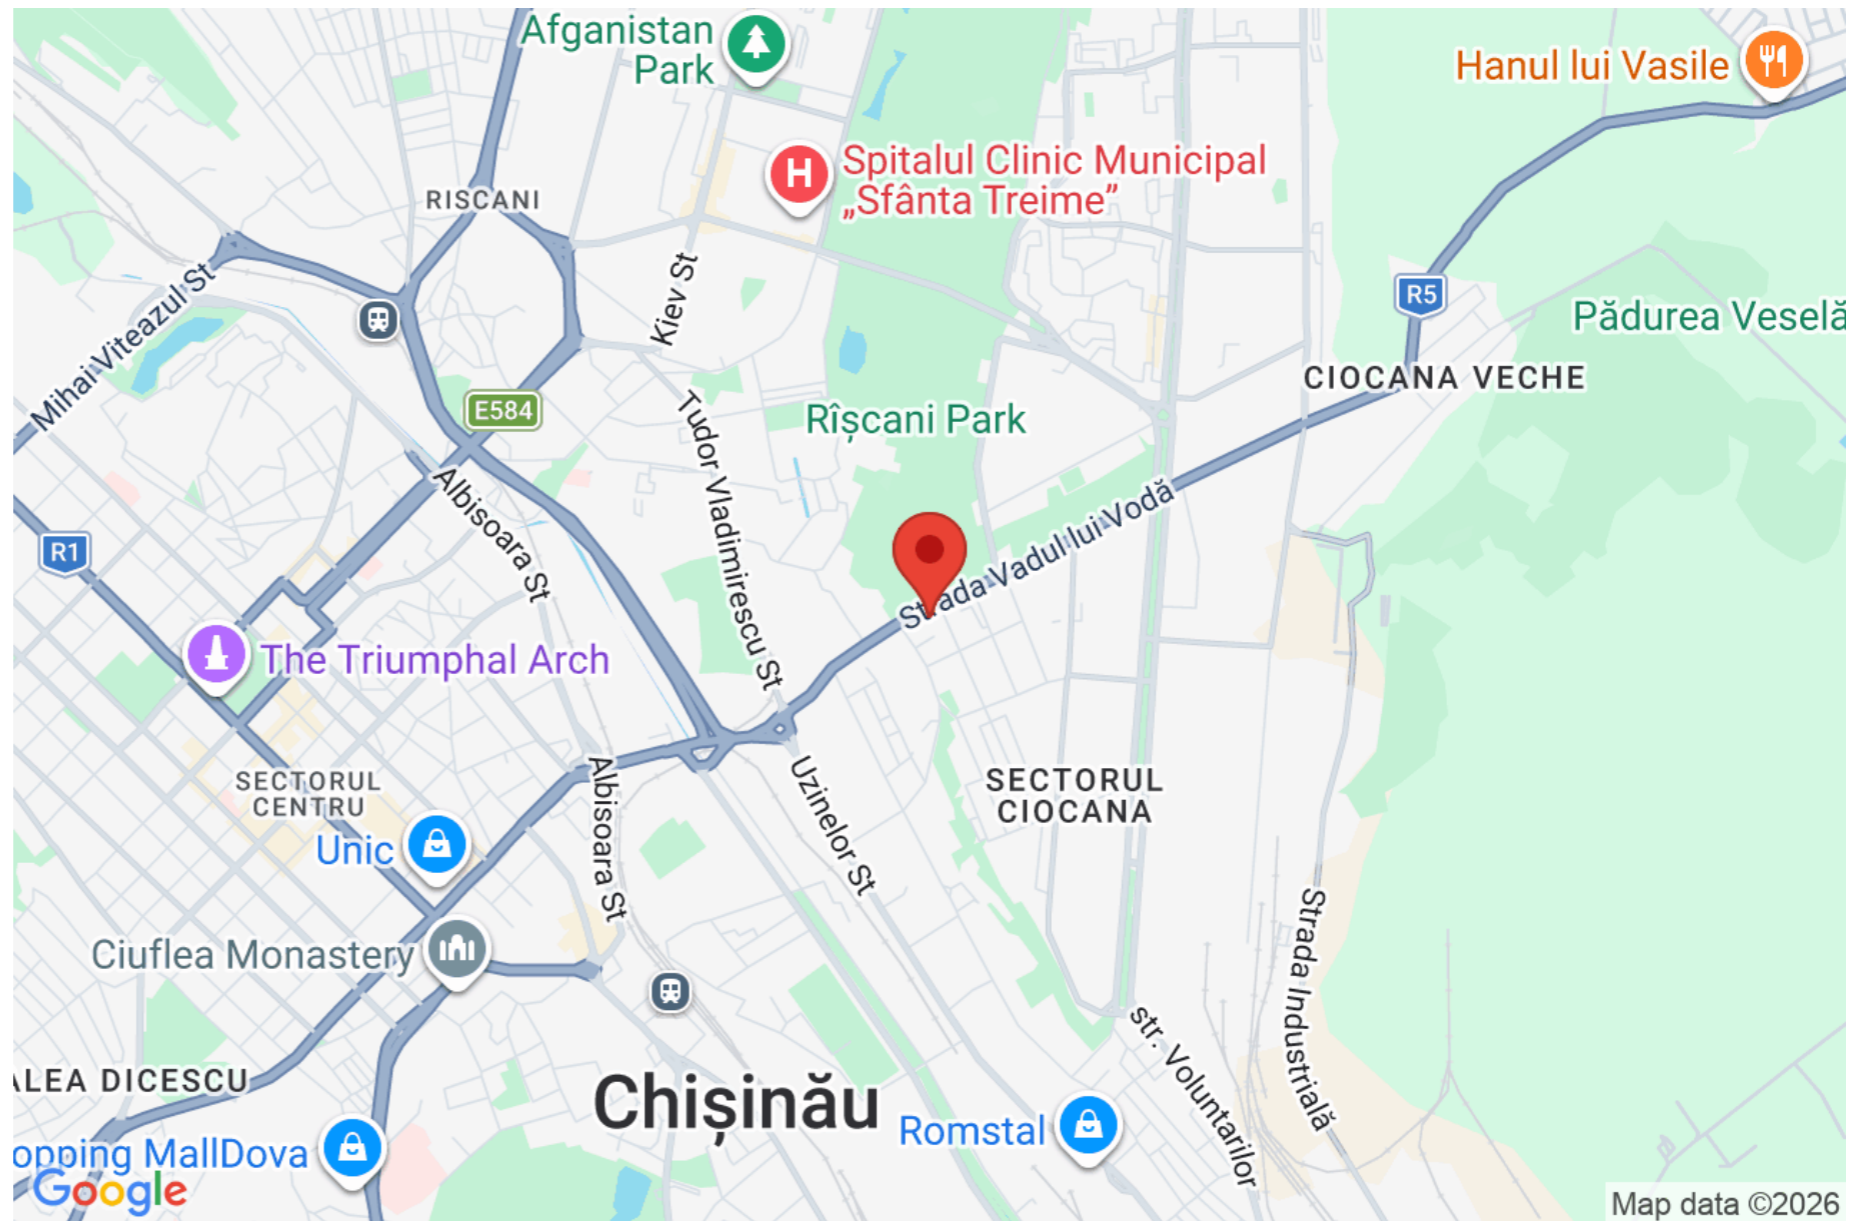 Afganistan
Park
Hanul lui Vasile
Spitalul Clinic Municipal
„Sfânta Treime”
RISCANI
Mihai Viteazul St
Kiev St
R5
Pădurea Veselă
CIOCANA VECHE
E584
Rîșcani Park
Tudor Vladimirescu St
Albisoara St
Strada Vadul lui Vodă
R1
The Triumphal Arch
SECTORUL
CENTRU
Unic
Albisoara St
Uzinelor St
SECTORUL
CIOCANA
Ciuflea Monastery
Strada Industrială
str. Voluntarilor
ALEA DICESCU
Chișinău
Romstal
opping MallDova
Google
Map data ©2026